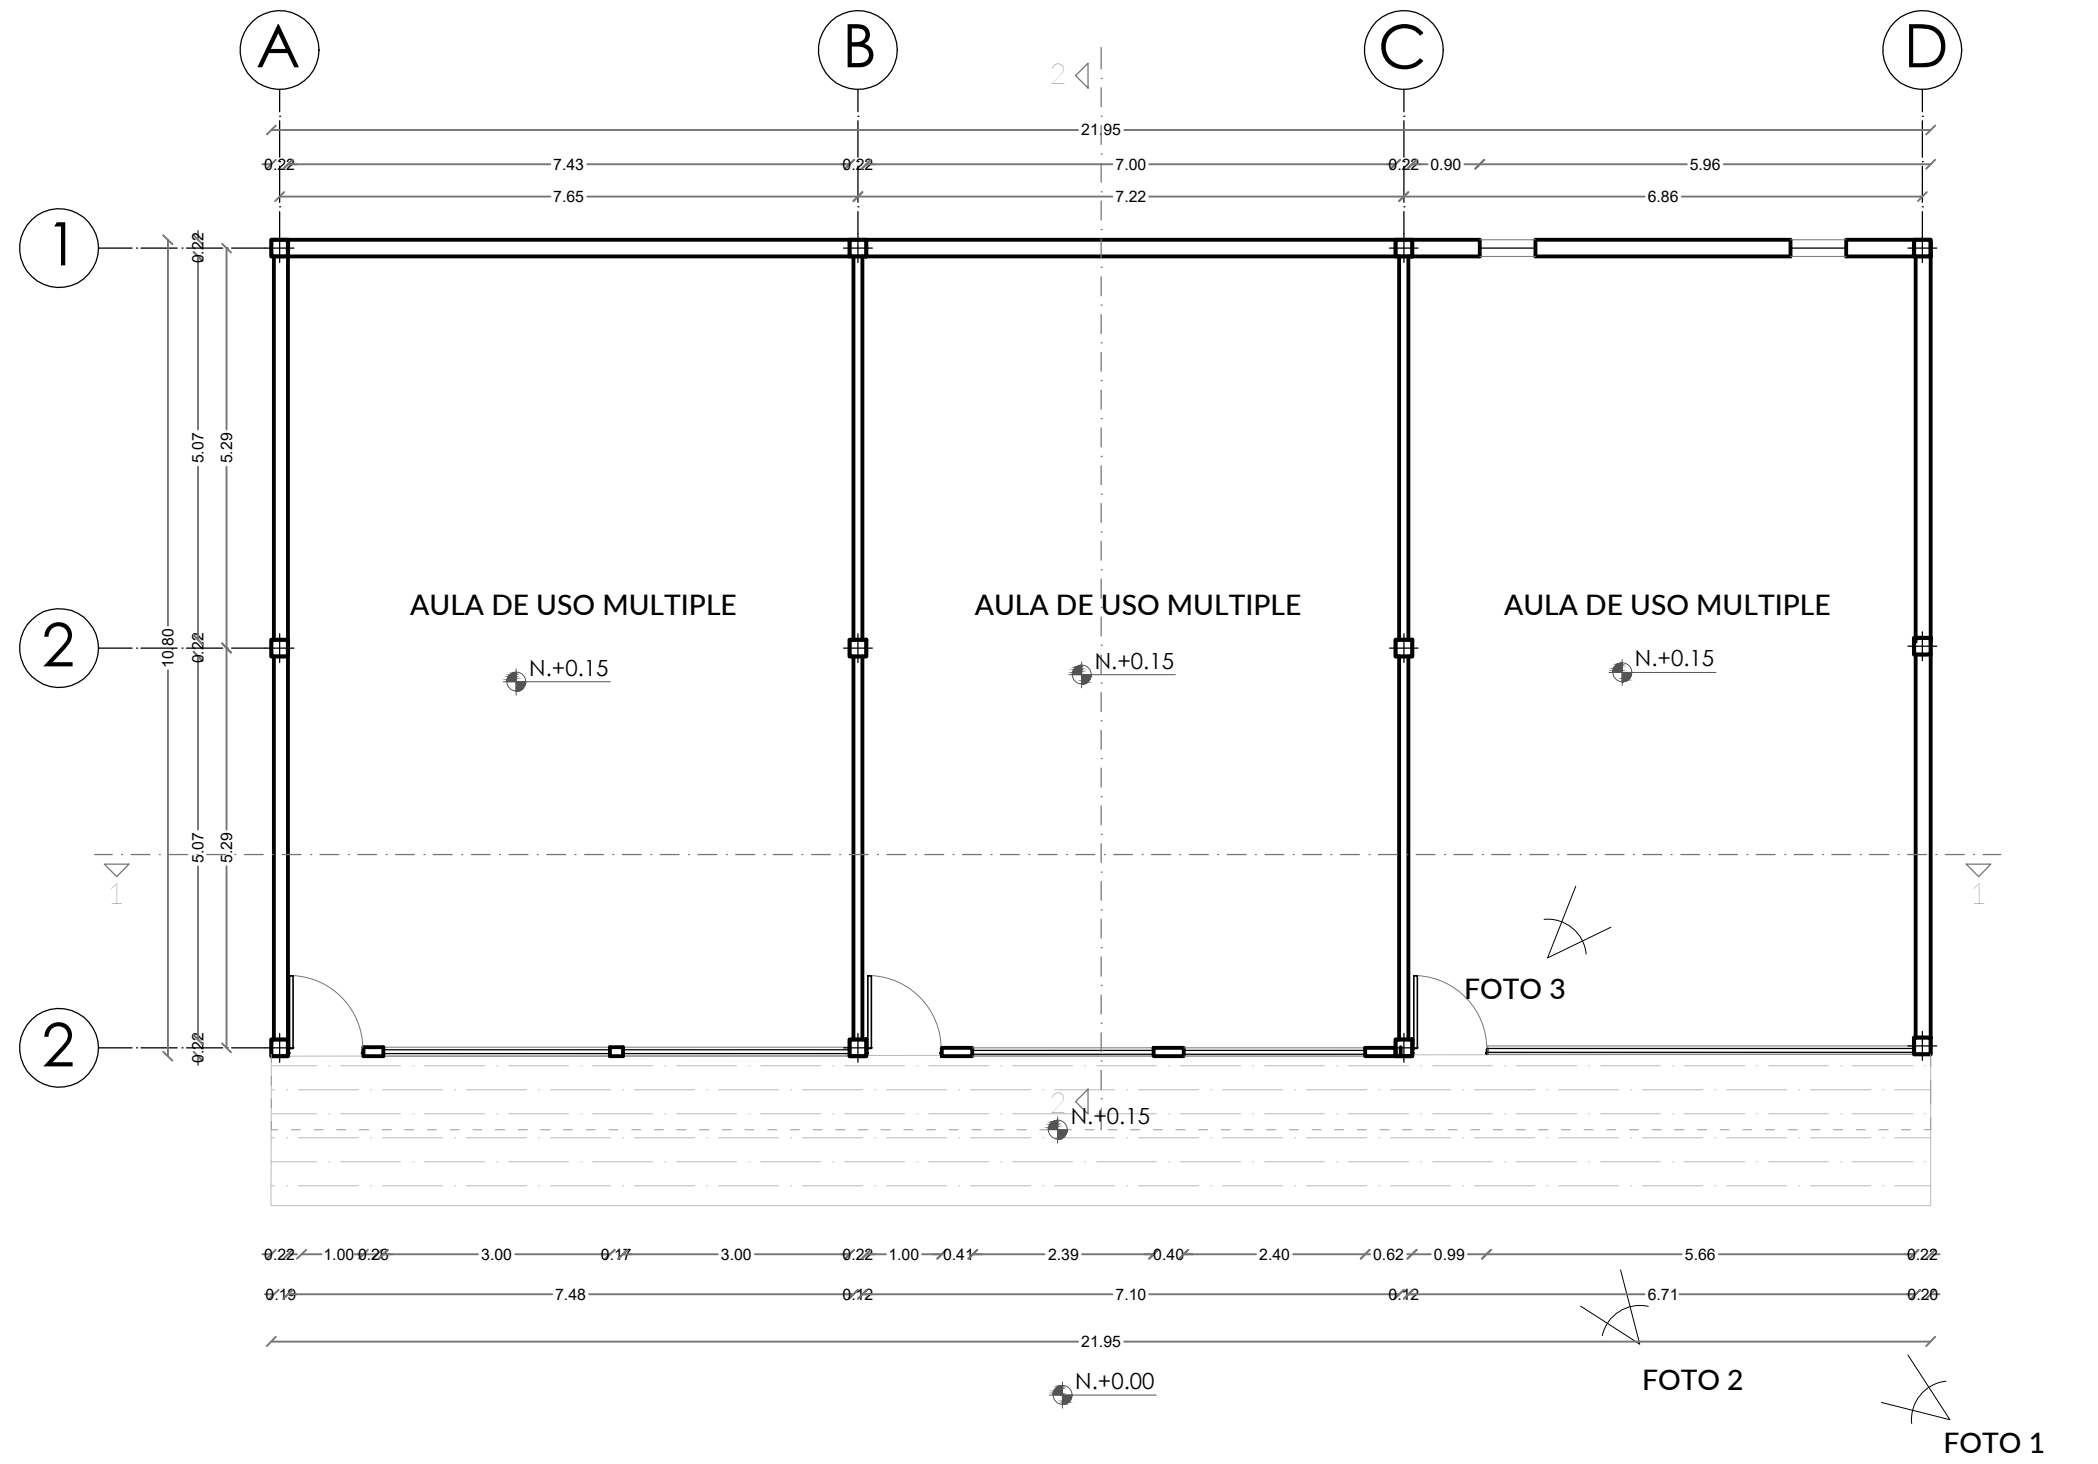 A B C D
2
21.95
0.22 7.43 0.22 7.00 0.22 0.90 5.96
7.65 7.22 6.86
1
0.22
5.07
5.29
AULA DE USO MULTIPLE AULA DE USO MULTIPLE AULA DE USO MULTIPLE
2
10.80
0.22
N.+0.15 N.+0.15 N.+0.15
5.07
5.29
1 1
FOTO 3
2
0.22
2
N.+0.15
0.22 1.00 0.26 3.00 0.17 3.00 0.22 1.00 0.41 2.39 0.40 2.40 0.62 0.99 5.66 0.22
0.19 7.48 0.12 7.10 0.12 6.71 0.20
21.95
N.+0.00
FOTO 2
FOTO 1